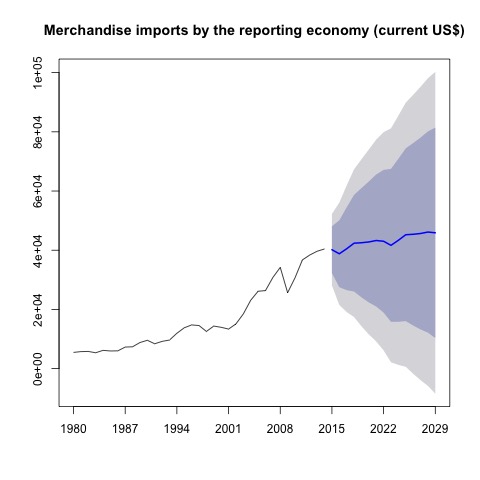 Merchandise imports by the reporting economy (current US$)
1e+05
8e+04
6e+04
4e+04
2e+04
0e+00
1980 1987 1994 2001 2008 2015 2022 2029